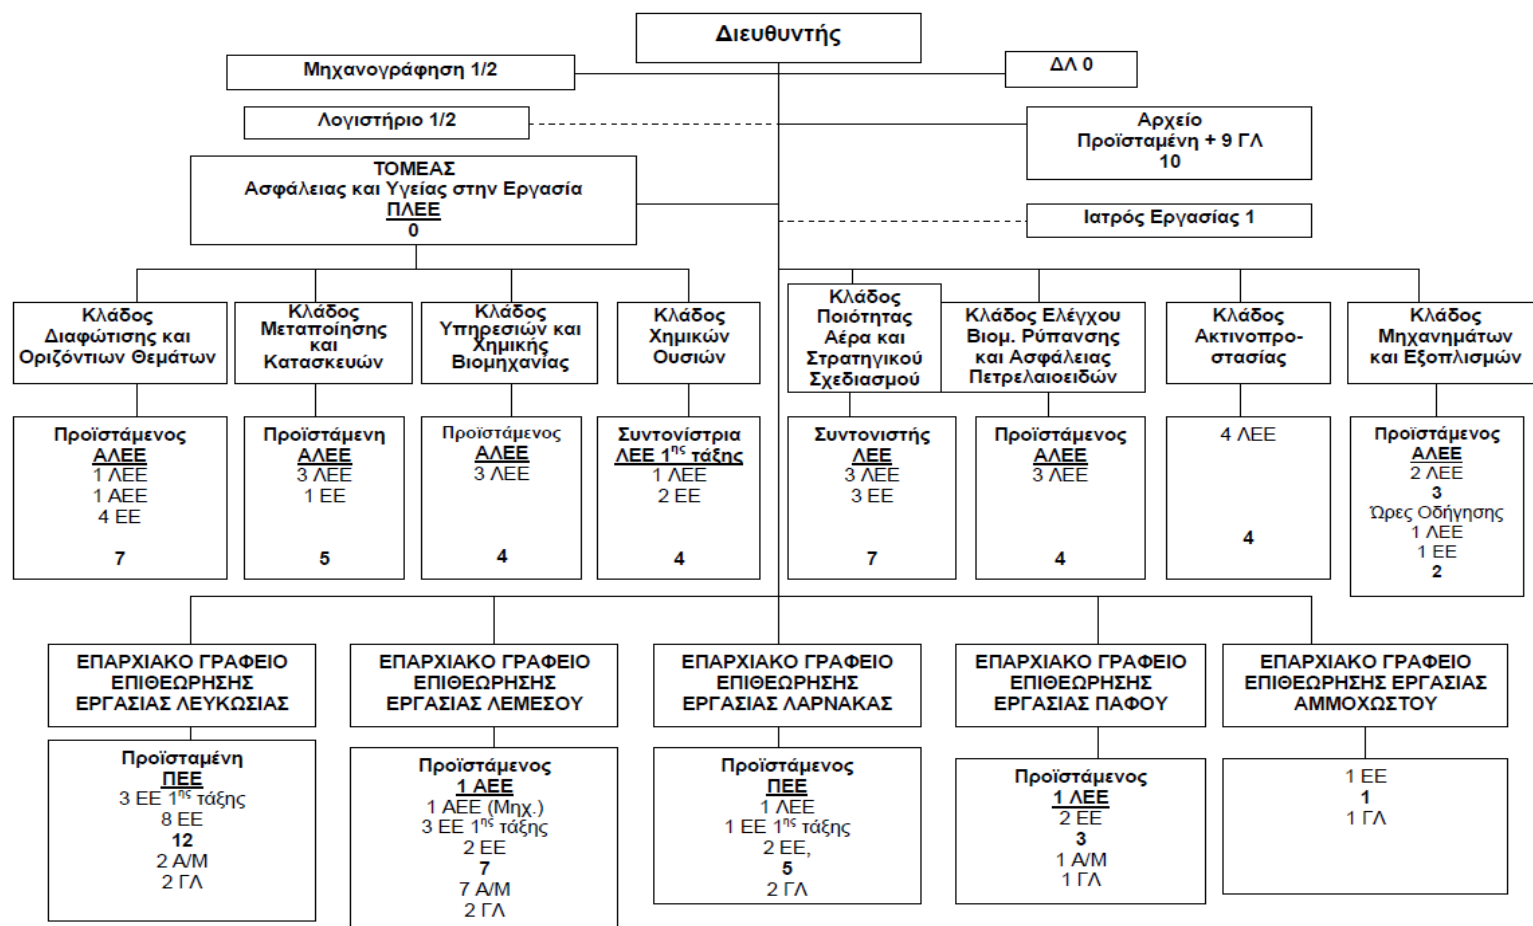 Διευθυντής
Μηχανογράφηση 1/2
ΔΛ 0
Λογιστήριο 1/2
Αρχείο
Προϊσταμένη + 9 ΓΛ
10
ΤΟΜΕΑΣ
Ασφάλειας και Υγείας στην Εργασία
ΠΛΕΕ
0
Ιατρός Εργασίας 1
Κλάδος
Διαφώτισης και
Οριζόντιων Θεμάτων
Κλάδος
Μεταποίησης
και
Κατασκευών
Κλάδος
Υπηρεσιών και
Χημικής
Βιομηχανίας
Κλάδος
Χημικών
Ουσιών
Κλάδος
Ποιότητας
Αέρα και
Στρατηγικού
Σχεδιασμού
Κλάδος Ελέγχου
Βιομ. Ρύπανσης
και Ασφάλειας
Πετρελαιοειδών
Κλάδος
Ακτινοπρο-
στασίας
Κλάδος
Μηχανημάτων
και Εξοπλισμών
Προϊστάμενος
ΑΛΕΕ
1 ΛΕΕ
1 ΑΕΕ
4 ΕΕ
7
Προϊστάμενη
ΑΛΕΕ
3 ΛΕΕ
1 ΕΕ
5
Προϊστάμενος
ΑΛΕΕ
3 ΛΕΕ
4
Συντονίστρια
ΛΕΕ 1ης τάξης
1 ΛΕΕ
2 ΕΕ
4
Συντονιστής
ΛΕΕ
3 ΛΕΕ
3 ΕΕ
7
Προϊστάμενος
ΑΛΕΕ
3 ΛΕΕ
4
4 ΛΕΕ
4
Προϊστάμενος
ΑΛΕΕ
2 ΛΕΕ
3
Ώρες Οδήγησης
1 ΛΕΕ
1 ΕΕ
2
ΕΠΑΡΧΙΑΚΟ ΓΡΑΦΕΙΟ
ΕΠΙΘΕΩΡΗΣΗΣ
ΕΡΓΑΣΙΑΣ ΛΕΥΚΩΣΙΑΣ
ΕΠΑΡΧΙΑΚΟ ΓΡΑΦΕΙΟ
ΕΠΙΘΕΩΡΗΣΗΣ
ΕΡΓΑΣΙΑΣ ΛΕΜΕΣΟΥ
ΕΠΑΡΧΙΑΚΟ ΓΡΑΦΕΙΟ
ΕΠΙΘΕΩΡΗΣΗΣ
ΕΡΓΑΣΙΑΣ ΛΑΡΝΑΚΑΣ
ΕΠΑΡΧΙΑΚΟ ΓΡΑΦΕΙΟ
ΕΠΙΘΕΩΡΗΣΗΣ
ΕΡΓΑΣΙΑΣ ΠΑΦΟΥ
ΕΠΑΡΧΙΑΚΟ ΓΡΑΦΕΙΟ
ΕΠΙΘΕΩΡΗΣΗΣ ΕΡΓΑΣΙΑΣ
ΑΜΜΟΧΩΣΤΟΥ
Προϊσταμένη
ΠΕΕ
3 ΕΕ 1ης τάξης
8 ΕΕ
12
2 Α/Μ
2 ΓΛ
Προϊστάμενος
1 ΑΕΕ
1 ΑΕΕ (Μηχ.)
3 ΕΕ 1ης τάξης
2 ΕΕ
7
7 Α/Μ
2 ΓΛ
Προϊστάμενος
ΠΕΕ
1 ΛΕΕ
1 ΕΕ 1ης τάξης
2 ΕΕ,
5
2 ΓΛ
Προϊστάμενος
1 ΛΕΕ
2 ΕΕ
3
1 Α/Μ
1 ΓΛ
1 ΕΕ
1
1 ΓΛ